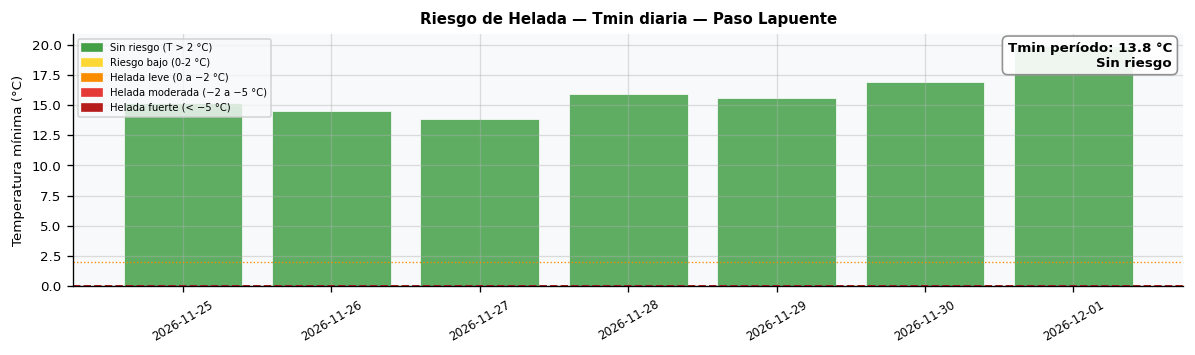 Riesgo de Helada — Tmin diaria — Paso Lapuente
Temperatura mínima (°C)
20.0
17.5
15.0
12.5
10.0
7.5
5.0
2.5
0.0
Sin riesgo (T > 2 °C)
Riesgo bajo (0-2 °C)
Helada leve (0 a −2 °C)
Helada moderada (−2 a −5 °C)
Helada fuerte (< −5 °C)
Tmin período: 13.8 °C
Sin riesgo
2026-11-25
2026-11-26
2026-11-27
2026-11-28
2026-11-29
2026-11-30
2026-12-01